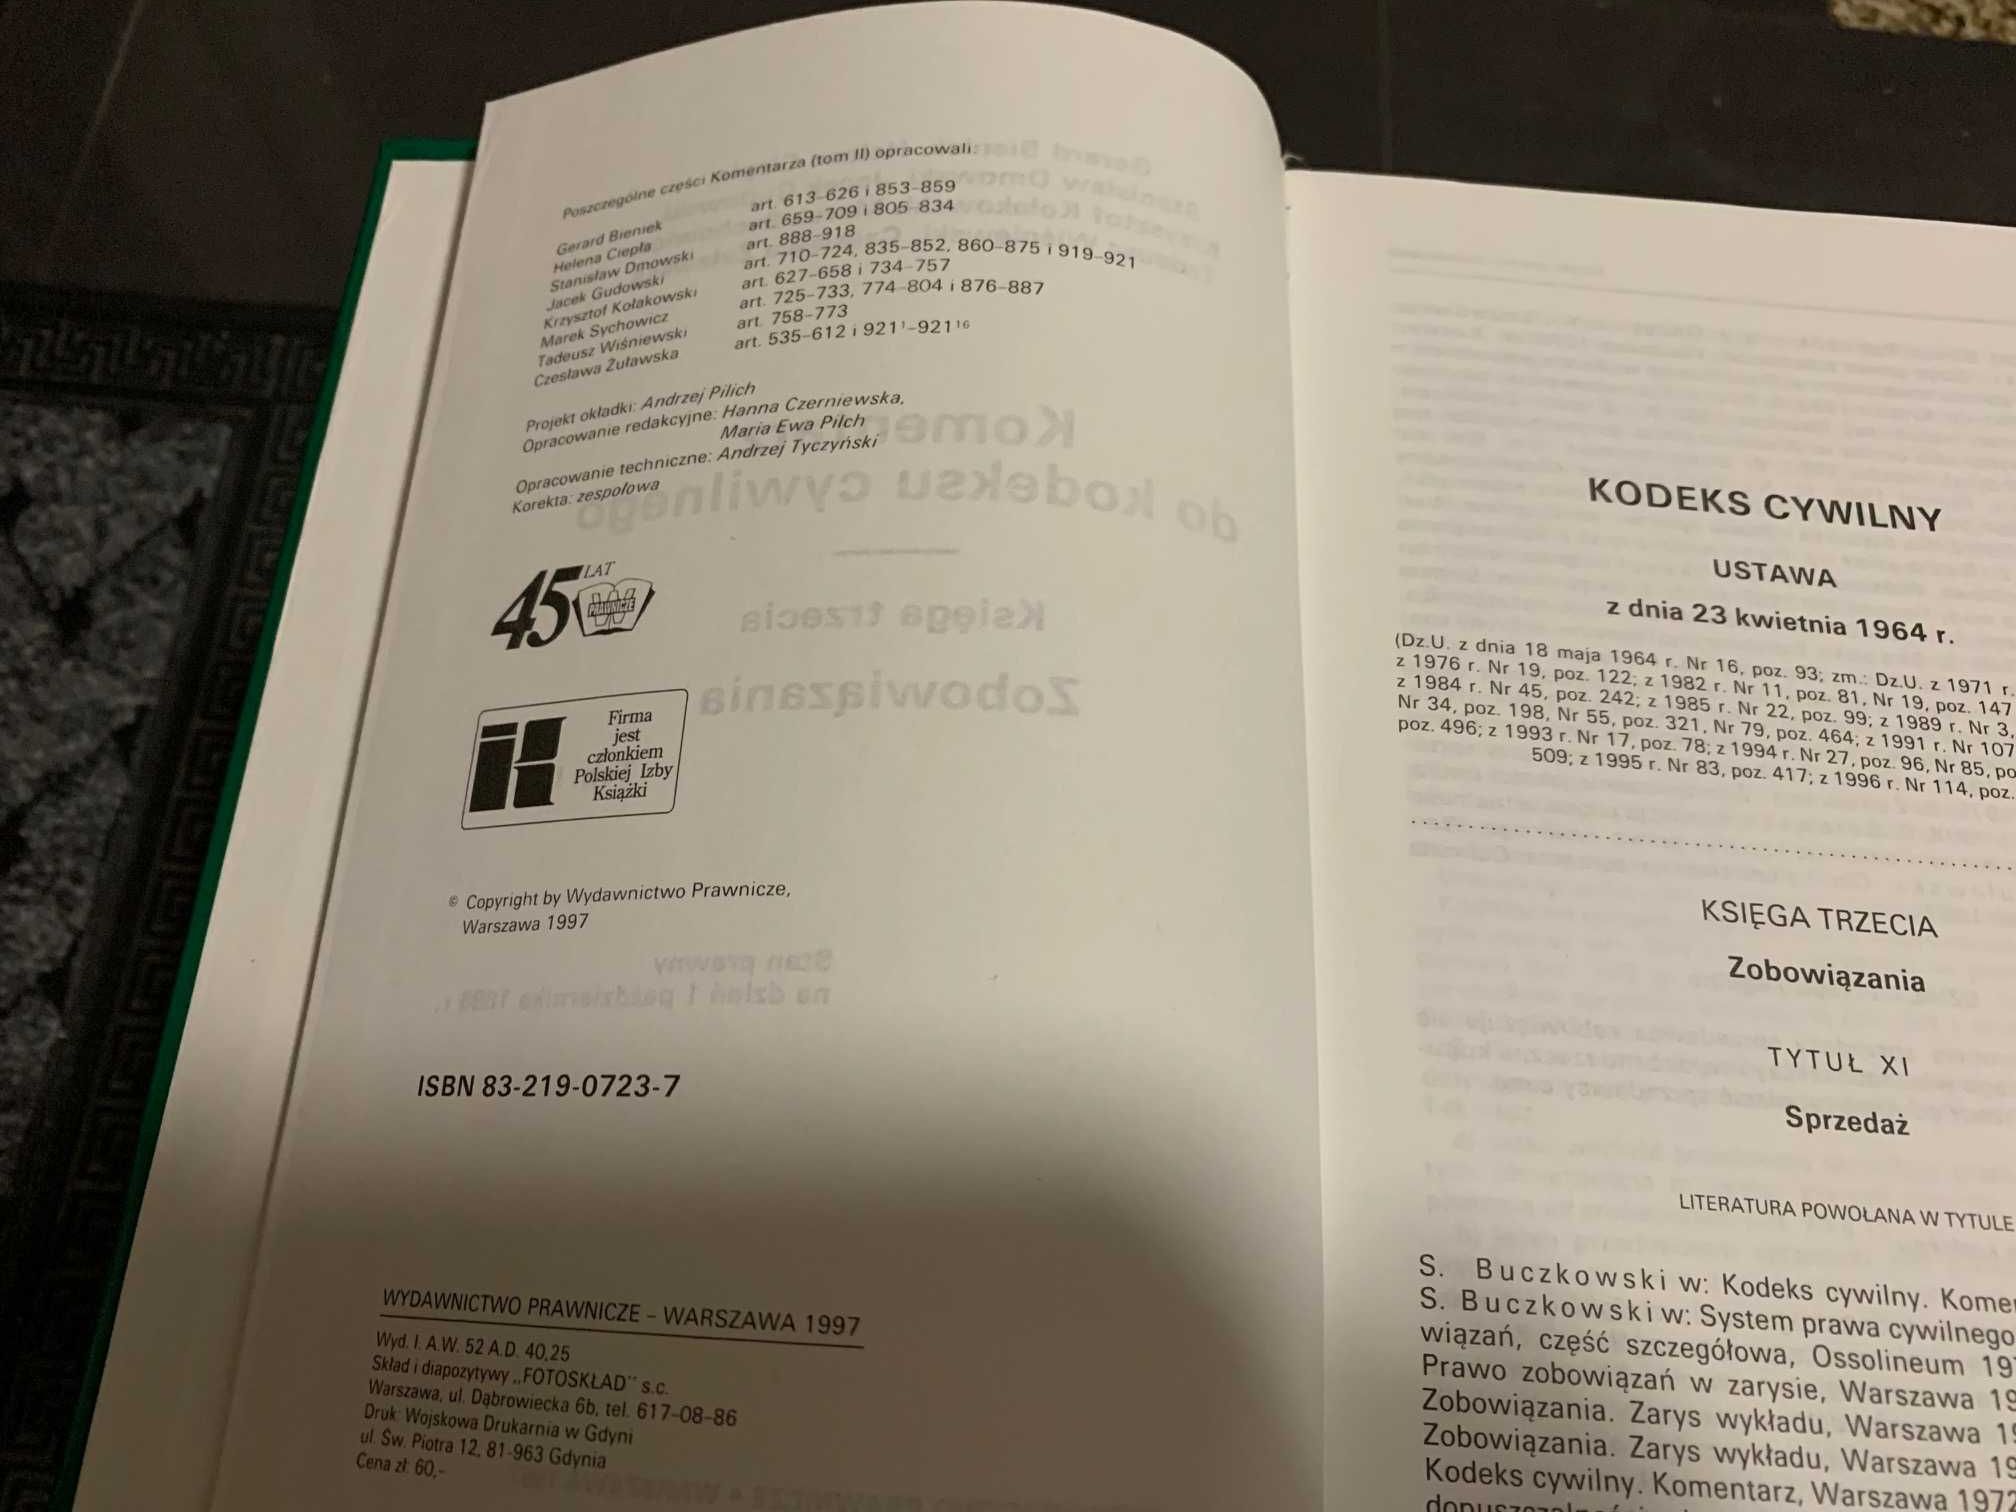 Poszczególne części Komentarza (tom II) opracowali:
Gerard Bieniek art. 613-626 i 853-859
Helena Ciepła art. 659-709 i 805-834
Stanisław Dmowski art. 888-918
Jacek Gudowski art. 710-724, 835-852, 860-875 i 919-921
Krzysztof Kołakowski art. 627-658 i 734-757
Marek Sychowicz art. 725-733, 774-804 i 876-887
Tadeusz Wiśniewski art. 758-773
Czesława Żuławska art. 535-612 i 921¹-921¹⁶
Projekt okładki: Andrzej Pilich
Opracowanie redakcyjne: Hanna Czerniewska,
Maria Ewa Pilch
Opracowanie techniczne: Andrzej Tyczyński
Korekta: zespołowa
45 LAT
PRAWNICZE
Firma
jest
członkiem
Polskiej Izby
Książki
© Copyright by Wydawnictwo Prawnicze,
Warszawa 1997
ISBN 83-219-0723-7
WYDAWNICTWO PRAWNICZE – WARSZAWA 1997
Wyd. I. A.W. 52 A.D. 40,25
Skład i diapozytywy „FOTOSKŁAD" s.c.
Warszawa, ul. Dąbrowiecka 6b, tel. 617-08-86
Druk: Wojskowa Drukarnia w Gdyni
ul. Św. Piotra 12, 81-963 Gdynia
Cena zł: 60,-
KODEKS CYWILNY
USTAWA
z dnia 23 kwietnia 1964 r.
(Dz.U. z dnia 18 maja 1964 r. Nr 16, poz. 93; zm.: Dz.U. z 1971 r.
z 1976 r. Nr 19, poz. 122; z 1982 r. Nr 11, poz. 81, Nr 19, poz. 147
z 1984 r. Nr 45, poz. 242; z 1985 r. Nr 22, poz. 99; z 1989 r. Nr 3,
Nr 34, poz. 198, Nr 55, poz. 321, Nr 79, poz. 464; z 1991 r. Nr 107
poz. 496; z 1993 r. Nr 17, poz. 78; z 1994 r. Nr 27, poz. 96, Nr 85, po
509; z 1995 r. Nr 83, poz. 417; z 1996 r. Nr 114, poz.
KSIĘGA TRZECIA
Zobowiązania
TYTUŁ XI
Sprzedaż
LITERATURA POWOŁANA W TYTULE
S. Buczkowski w: Kodeks cywilny. Kome
S. Buczkowski w: System prawa cywilnego
wiązań, część szczegółowa, Ossolineum 19
Prawo zobowiązań w zarysie, Warszawa 19
Zobowiązania. Zarys wykładu, Warszawa 19
Zobowiązania. Zarys wykładu, Warszawa 19
Kodeks cywilny. Komentarz, Warszawa 1972